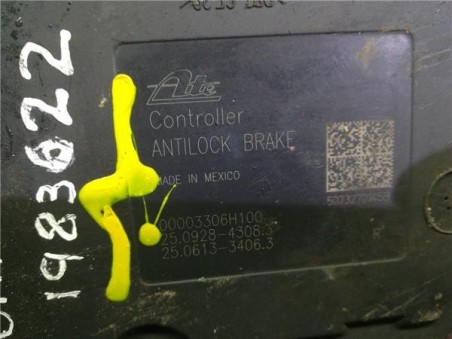 Ate
Controller
ANTILOCK BRAKE
MADE IN MEXICO
00003306H100
25.0928-4308.3
25.0613-3406.3
1983622